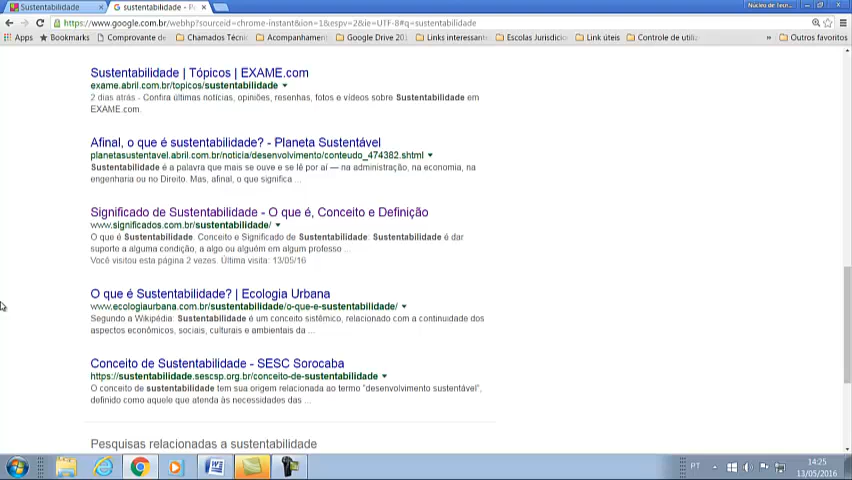 Sustentabilidade
sustentabilidade - Pe
Núcleo de Tecn...
https://www.google.com.br/webhp?sourceid=chrome-instant&ion=1&espv=2&ie=UTF-8#q=sustentabilidade
Apps Bookmarks Comprovante de Chamados Técnic Acompanhamen Google Drive 201 Links interessante Escolas Jurisdicio Link úteis Controle de utiliz » Outros favoritos
Sustentabilidade | Tópicos | EXAME.com
exame.abril.com.br/topicos/sustentabilidade
2 dias atrás - Confira últimas notícias, opiniões, resenhas, fotos e vídeos sobre Sustentabilidade em
EXAME.com.
Afinal, o que é sustentabilidade? - Planeta Sustentável
planetasustentavel.abril.com.br/noticia/desenvolvimento/conteudo_474382.shtml
Sustentabilidade é a palavra que mais se ouve e se lê por aí — na administração, na economia, na
engenharia ou no Direito. Mas, afinal, o que significa ...
Significado de Sustentabilidade - O que é, Conceito e Definição
www.significados.com.br/sustentabilidade/
O que é Sustentabilidade. Conceito e Significado de Sustentabilidade: Sustentabilidade é dar
suporte a alguma condição, a algo ou alguém em algum professo ...
Você visitou esta página 2 vezes. Última visita: 13/05/16
O que é Sustentabilidade? | Ecologia Urbana
www.ecologiaurbana.com.br/sustentabilidade/o-que-e-sustentabilidade/
Segundo a Wikipédia: Sustentabilidade é um conceito sistêmico, relacionado com a continuidade dos
aspectos econômicos, sociais, culturais e ambientais da ...
Conceito de Sustentabilidade - SESC Sorocaba
https://sustentabilidade.sescsp.org.br/conceito-de-sustentabilidade
O conceito de sustentabilidade tem sua origem relacionada ao termo "desenvolvimento sustentável",
definido como aquele que atenda às necessidades das ...
Pesquisas relacionadas a sustentabilidade
PT
14:25
13/05/2016